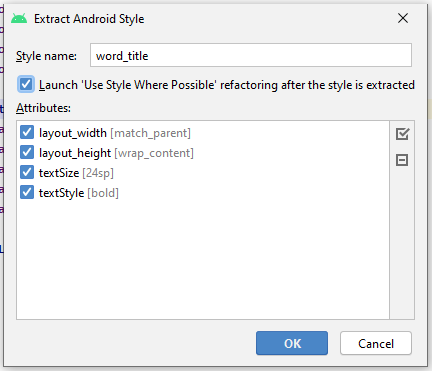 Extract Android Style
Style name: word_title
Launch 'Use Style Where Possible' refactoring after the style is extracted
Attributes:
layout_width [match_parent]
layout_height [wrap_content]
textSize [24sp]
textStyle [bold]
OK Cancel